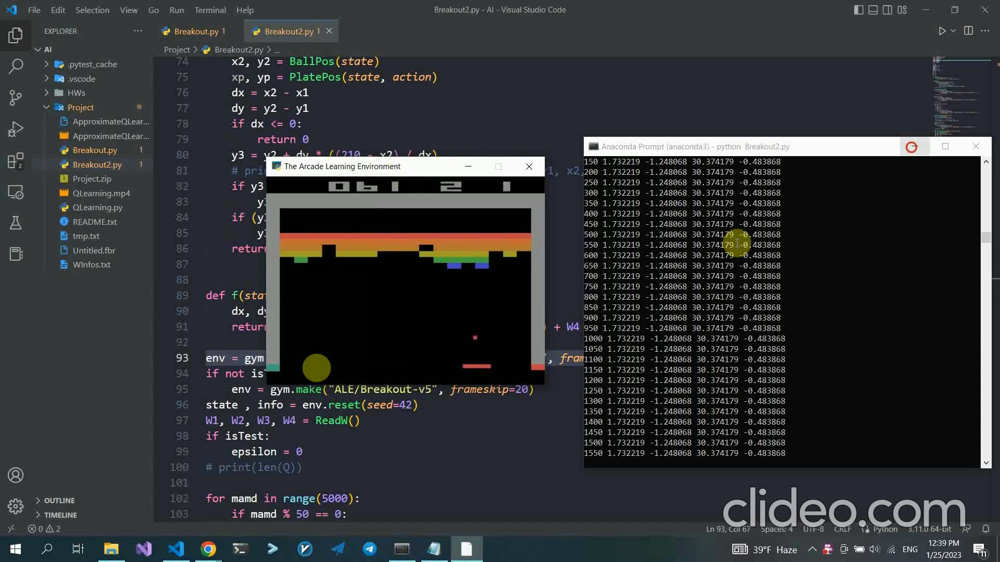 File Edit Selection View Go Run Terminal Help
Breakout2.py - AI - Visual Studio Code
EXPLORER
Breakout.py 1
Breakout2.py 1
AI
.pytest_cache
.vscode
HWs
Project
ApproximateQLear...
ApproximateQLear...
Breakout.py 1
Breakout2.py 1
Project.zip
QLearning.mp4
QLearning.py
README.txt
tmp.txt
Untitled.fbr
WInfos.txt
OUTLINE
TIMELINE
2
Project > Breakout2.py > ...
74 x2, y2 = BallPos(state)
75 xp, yp = PlatePos(state, action)
76 dx = x2 - x1
77 dy = y2 - y1
78 if dx <= 0:
79 return 0
80 y3 = y2 + dy * ((210 - x2) / dx)
81 # pri y1, x2,
82 if y3
83 y3
84 if (y3
85 y3
86 return
87
88
89 def f(sta
90 dx, dy
91 return + W4
92
93 env = gym ", fram
94 if not is
95 env = gym.make("ALE/Breakout-v5", frameskip=20)
96 state , info = env.reset(seed=42)
97 W1, W2, W3, W4 = ReadW()
98 if isTest:
99 epsilon = 0
100 # print(len(Q))
101
102 for mamd in range(5000):
103 if mamd % 50 == 0:
The Arcade Learning Environment
061 2 1
Anaconda Prompt (anaconda3) - python Breakout2.py
150 1.732219 -1.248068 30.374179 -0.483868
200 1.732219 -1.248068 30.374179 -0.483868
250 1.732219 -1.248068 30.374179 -0.483868
300 1.732219 -1.248068 30.374179 -0.483868
350 1.732219 -1.248068 30.374179 -0.483868
400 1.732219 -1.248068 30.374179 -0.483868
450 1.732219 -1.248068 30.374179 -0.483868
500 1.732219 -1.248068 30.374179 -0.483868
550 1.732219 -1.248068 30.374179 -0.483868
600 1.732219 -1.248068 30.374179 -0.483868
650 1.732219 -1.248068 30.374179 -0.483868
700 1.732219 -1.248068 30.374179 -0.483868
750 1.732219 -1.248068 30.374179 -0.483868
800 1.732219 -1.248068 30.374179 -0.483868
850 1.732219 -1.248068 30.374179 -0.483868
900 1.732219 -1.248068 30.374179 -0.483868
950 1.732219 -1.248068 30.374179 -0.483868
1000 1.732219 -1.248068 30.374179 -0.483868
1050 1.732219 -1.248068 30.374179 -0.483868
1100 1.732219 -1.248068 30.374179 -0.483868
1150 1.732219 -1.248068 30.374179 -0.483868
1200 1.732219 -1.248068 30.374179 -0.483868
1250 1.732219 -1.248068 30.374179 -0.483868
1300 1.732219 -1.248068 30.374179 -0.483868
1350 1.732219 -1.248068 30.374179 -0.483868
1400 1.732219 -1.248068 30.374179 -0.483868
1450 1.732219 -1.248068 30.374179 -0.483868
1500 1.732219 -1.248068 30.374179 -0.483868
1550 1.732219 -1.248068 30.374179 -0.483868
clideo.com
0 2
Ln 93, Col 67 Spaces: 4 UTF-8 CRLF Python 3.11.0 64-bit
39°F Haze
ENG
12:39 PM
1/25/2023
11